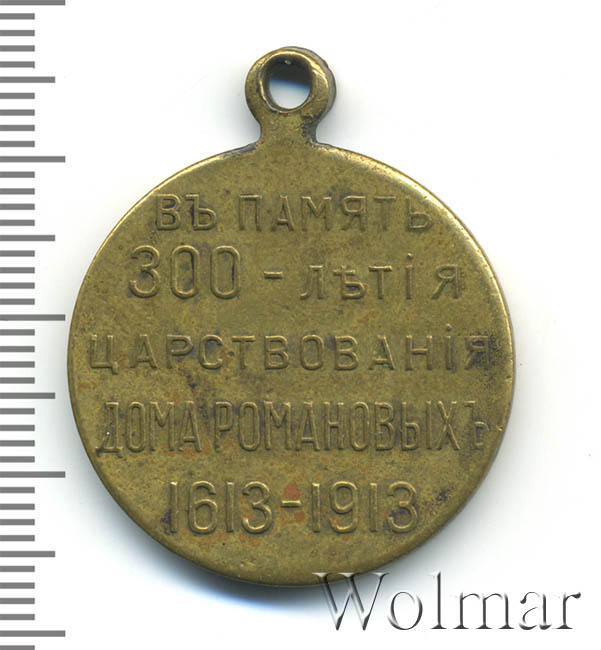 ВЪ ПАМЯТЬ
300-ЛѢТІЯ
ЦАРСТВОВАНІЯ
ДОМА РОМАНОВЫХЪ
1613-1913
Wolmar